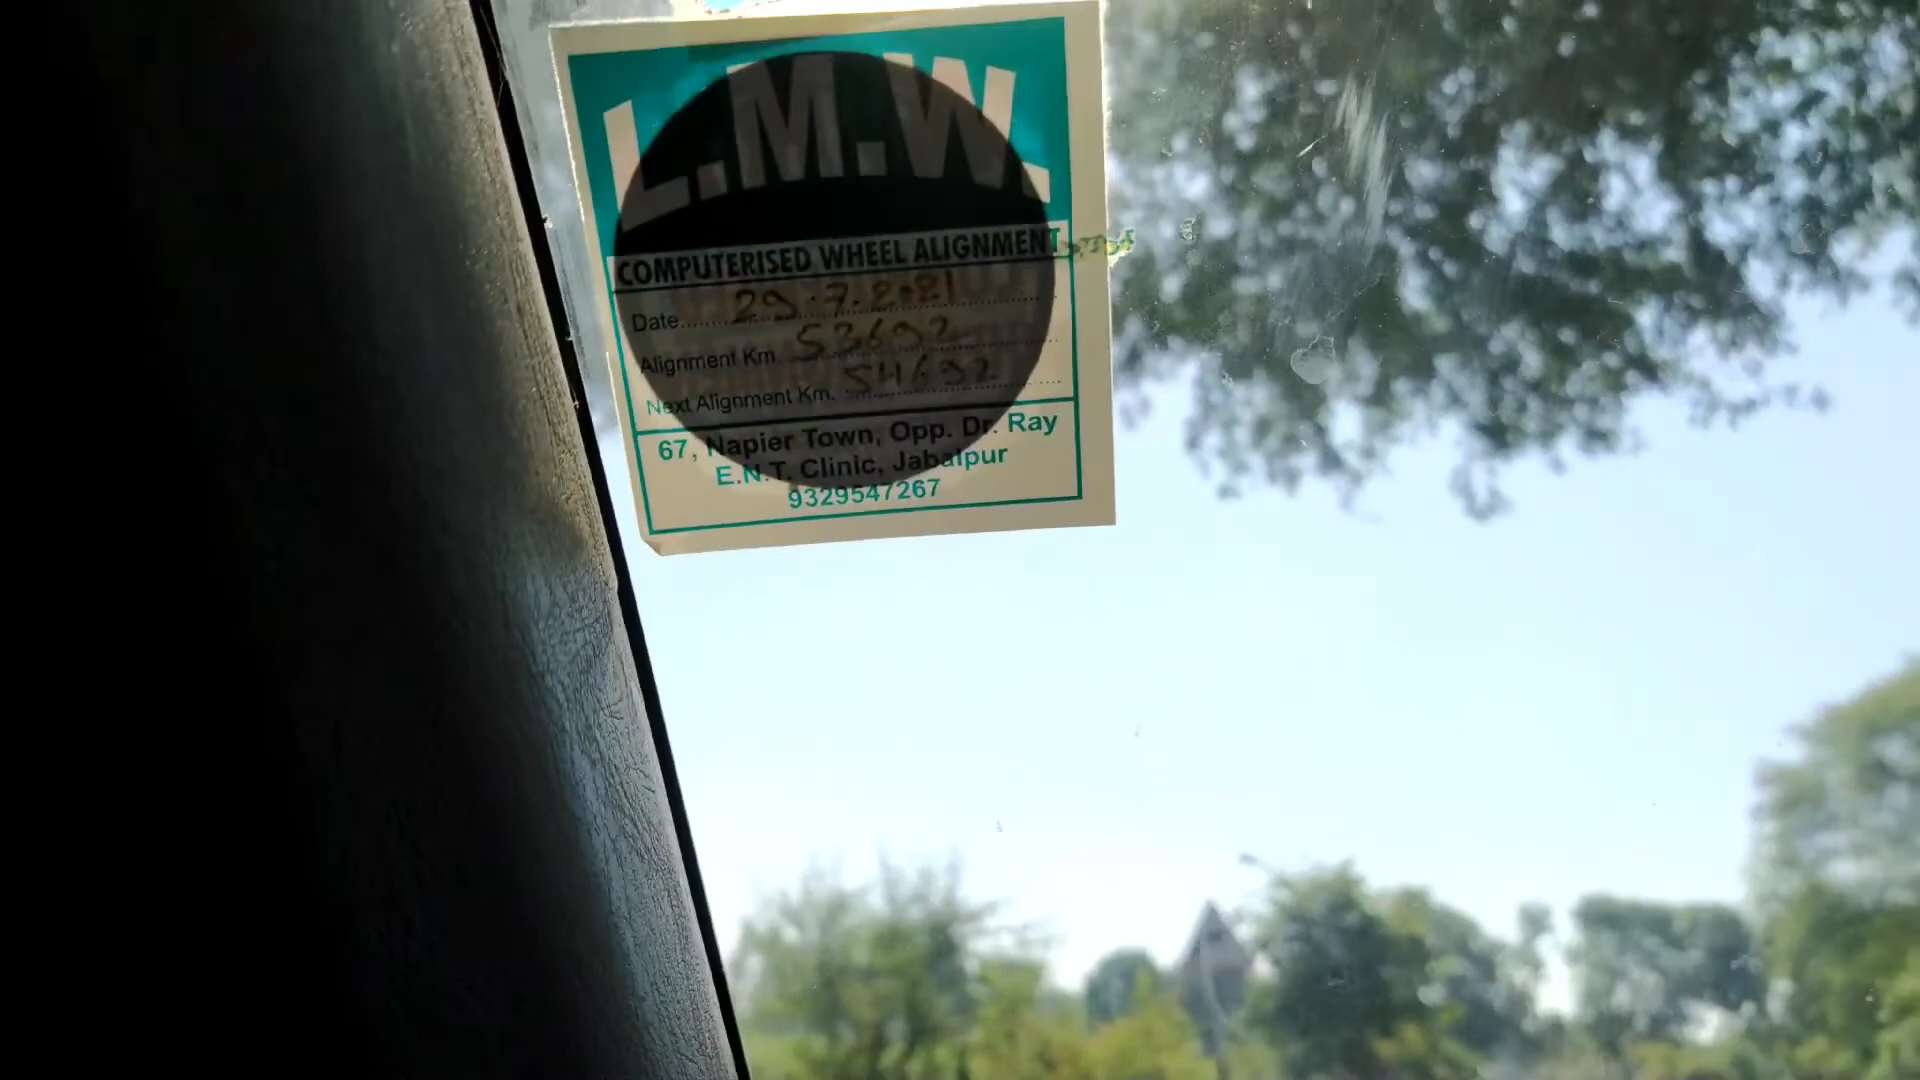 L.M.W.
COMPUTERISED WHEEL ALIGNMENT
Date 29.7.2021
Alignment Km. 53692
Next Alignment Km. 54692
67, Napier Town, Opp. Dr. Ray
E.N.T. Clinic, Jabalpur
9329547267